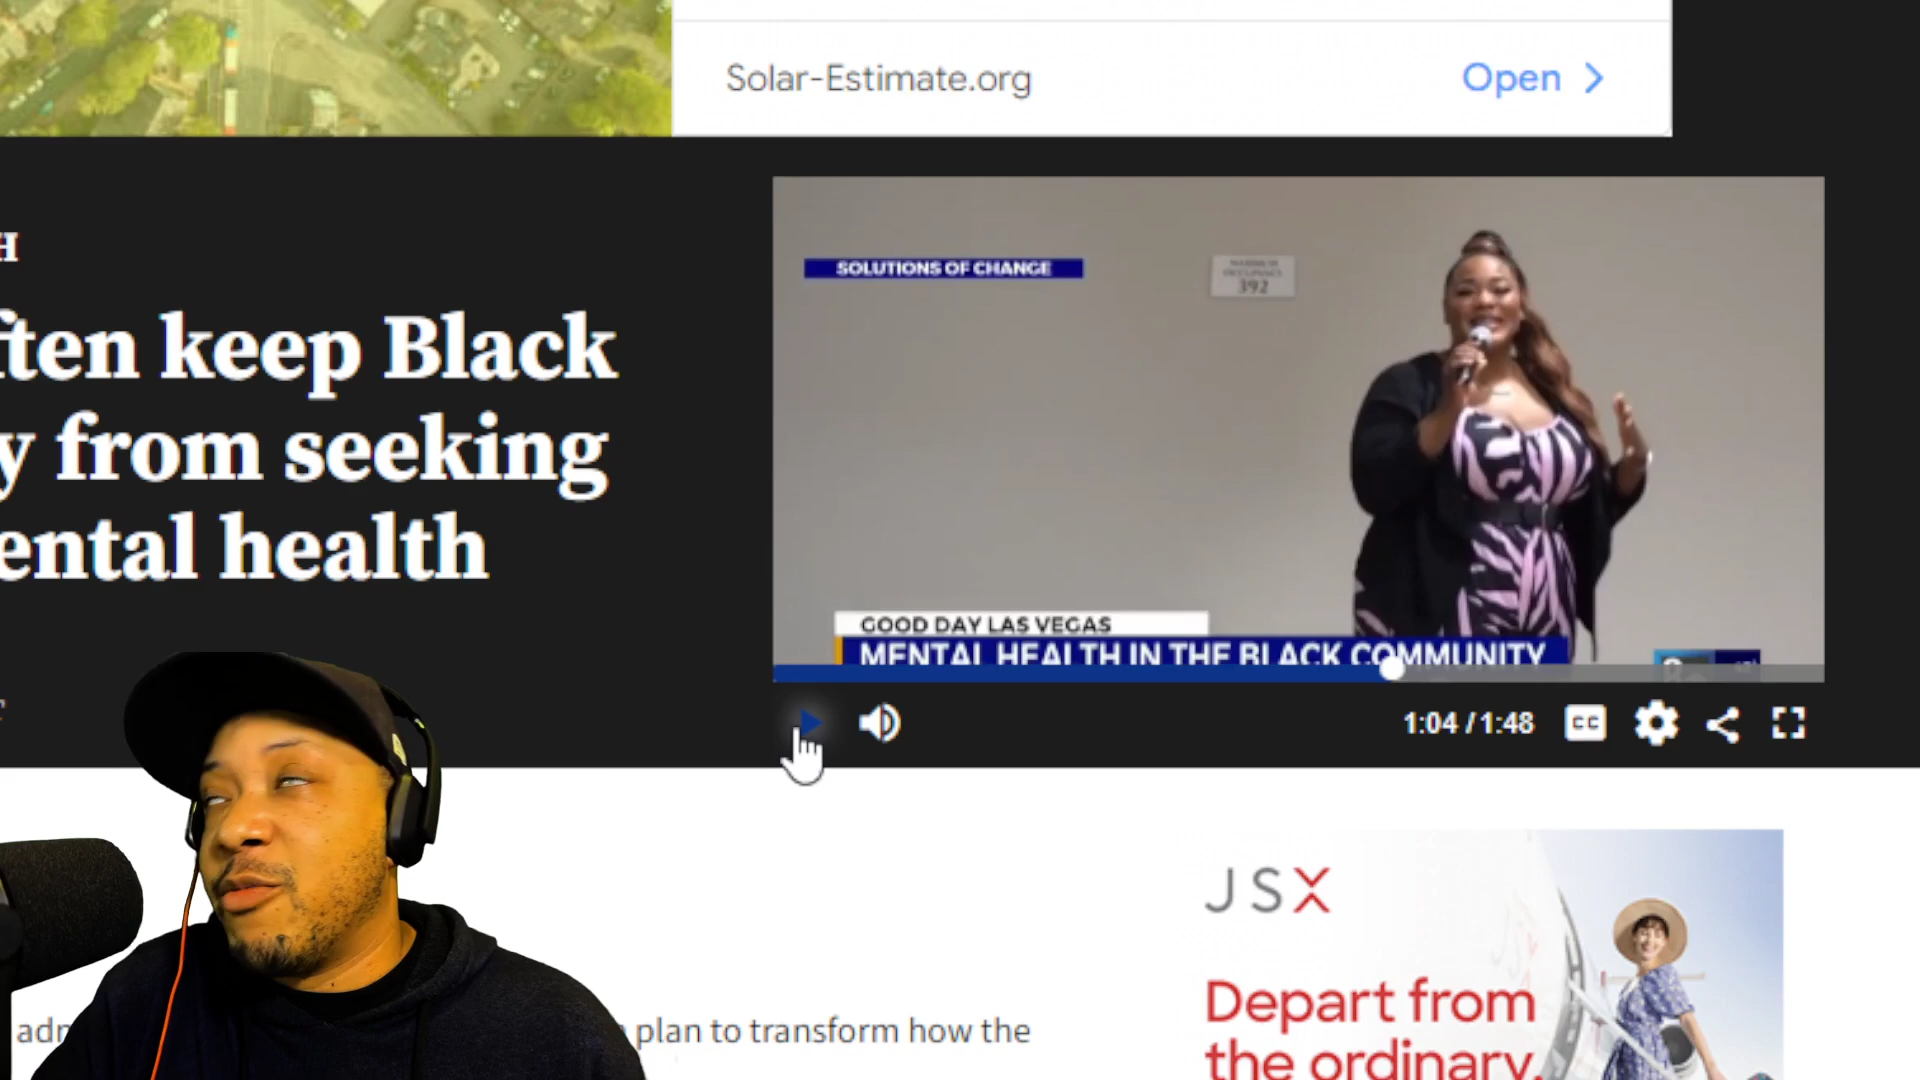 Solar-Estimate.org
Open
H
ften keep Black
y from seeking
ental health
SOLUTIONS OF CHANGE
392
GOOD DAY LAS VEGAS
MENTAL HEALTH IN THE BLACK COMMUNITY
1:04 / 1:48
CC
JSX
Depart from
the ordinary.
adm
plan to transform how the